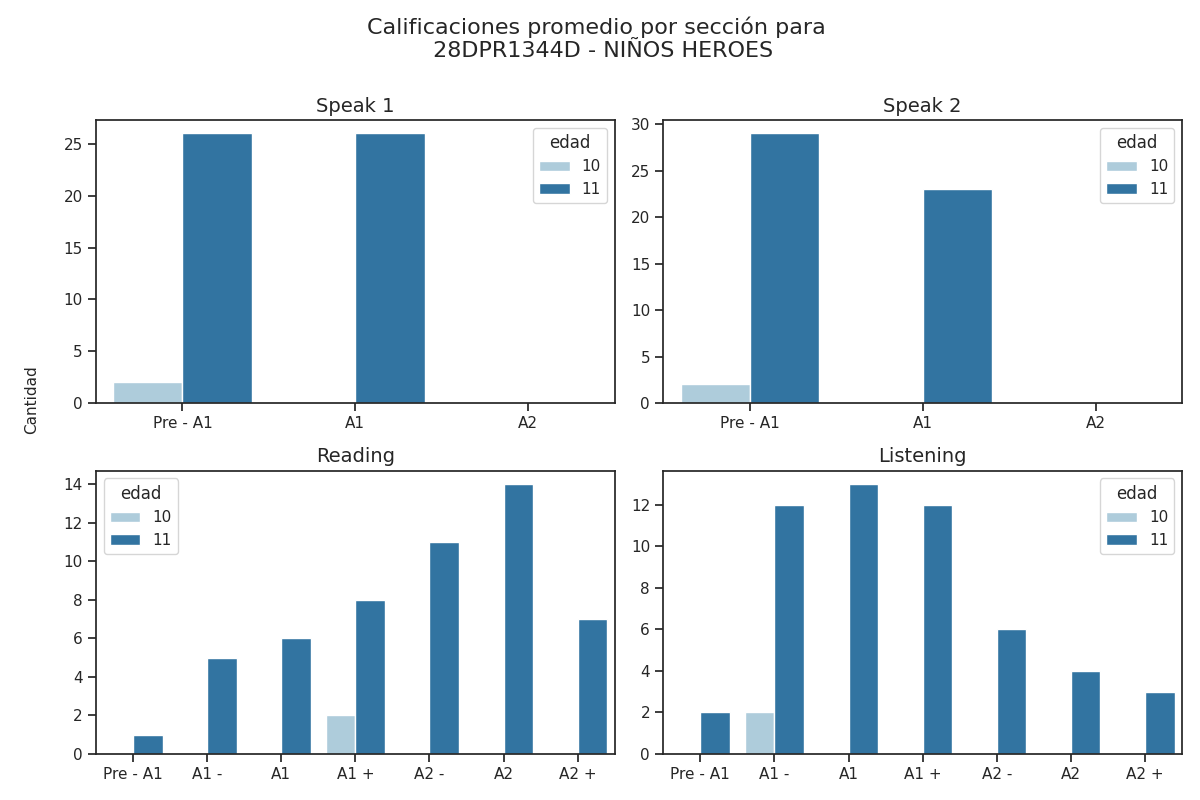 Calificaciones promedio por sección para
28DPR1344D - NIÑOS HEROES
Cantidad
Speak 1
25
20
15
10
5
0
Pre - A1 A1 A2
edad
10
11
Speak 2
30
25
20
15
10
5
0
Pre - A1 A1 A2
edad
10
11
Reading
14
12
10
8
6
4
2
0
Pre - A1 A1 - A1 A1 + A2 - A2 A2 +
edad
10
11
Listening
12
10
8
6
4
2
0
Pre - A1 A1 - A1 A1 + A2 - A2 A2 +
edad
10
11